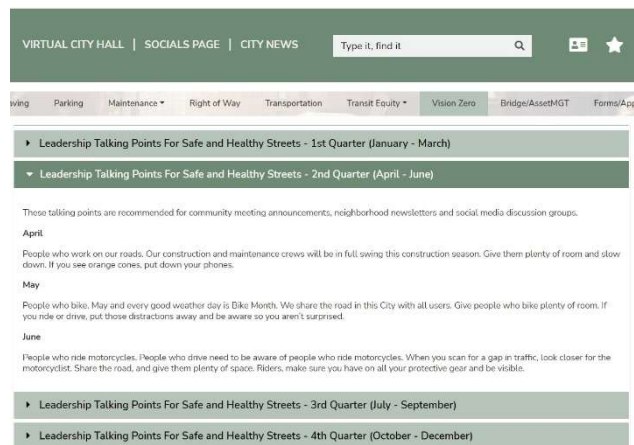 VIRTUAL CITY HALL | SOCIALS PAGE | CITY NEWS
Type it, find it
Parking Maintenance Right of Way Transportation Transit Equity Vision Zero Bridge/AssetMGT Forms/App
Leadership Talking Points For Safe and Healthy Streets - 1st Quarter (January - March)
Leadership Talking Points For Safe and Healthy Streets - 2nd Quarter (April - June)
These talking points are recommended for community meeting announcements, neighborhood newsletters and social media discussion groups.
April
People who work on our roads. Our construction and maintenance crews will be in full swing this construction season. Give them plenty of room and slow
down. If you see orange cones, put down your phones.
May
People who bike. May and every good weather day is Bike Month. We share the road in this City with all users. Give people who bike plenty of room. If
you ride or drive, put those distractions away and be aware so you aren't surprised.
June
People who ride motorcycles. People who drive need to be aware of people who ride motorcycles. When you scan for a gap in traffic, look closer for the
motorcyclist. Share the road, and give them plenty of space. Riders, make sure you have on all your protective gear and be visible.
Leadership Talking Points For Safe and Healthy Streets - 3rd Quarter (July - September)
Leadership Talking Points For Safe and Healthy Streets - 4th Quarter (October - December)